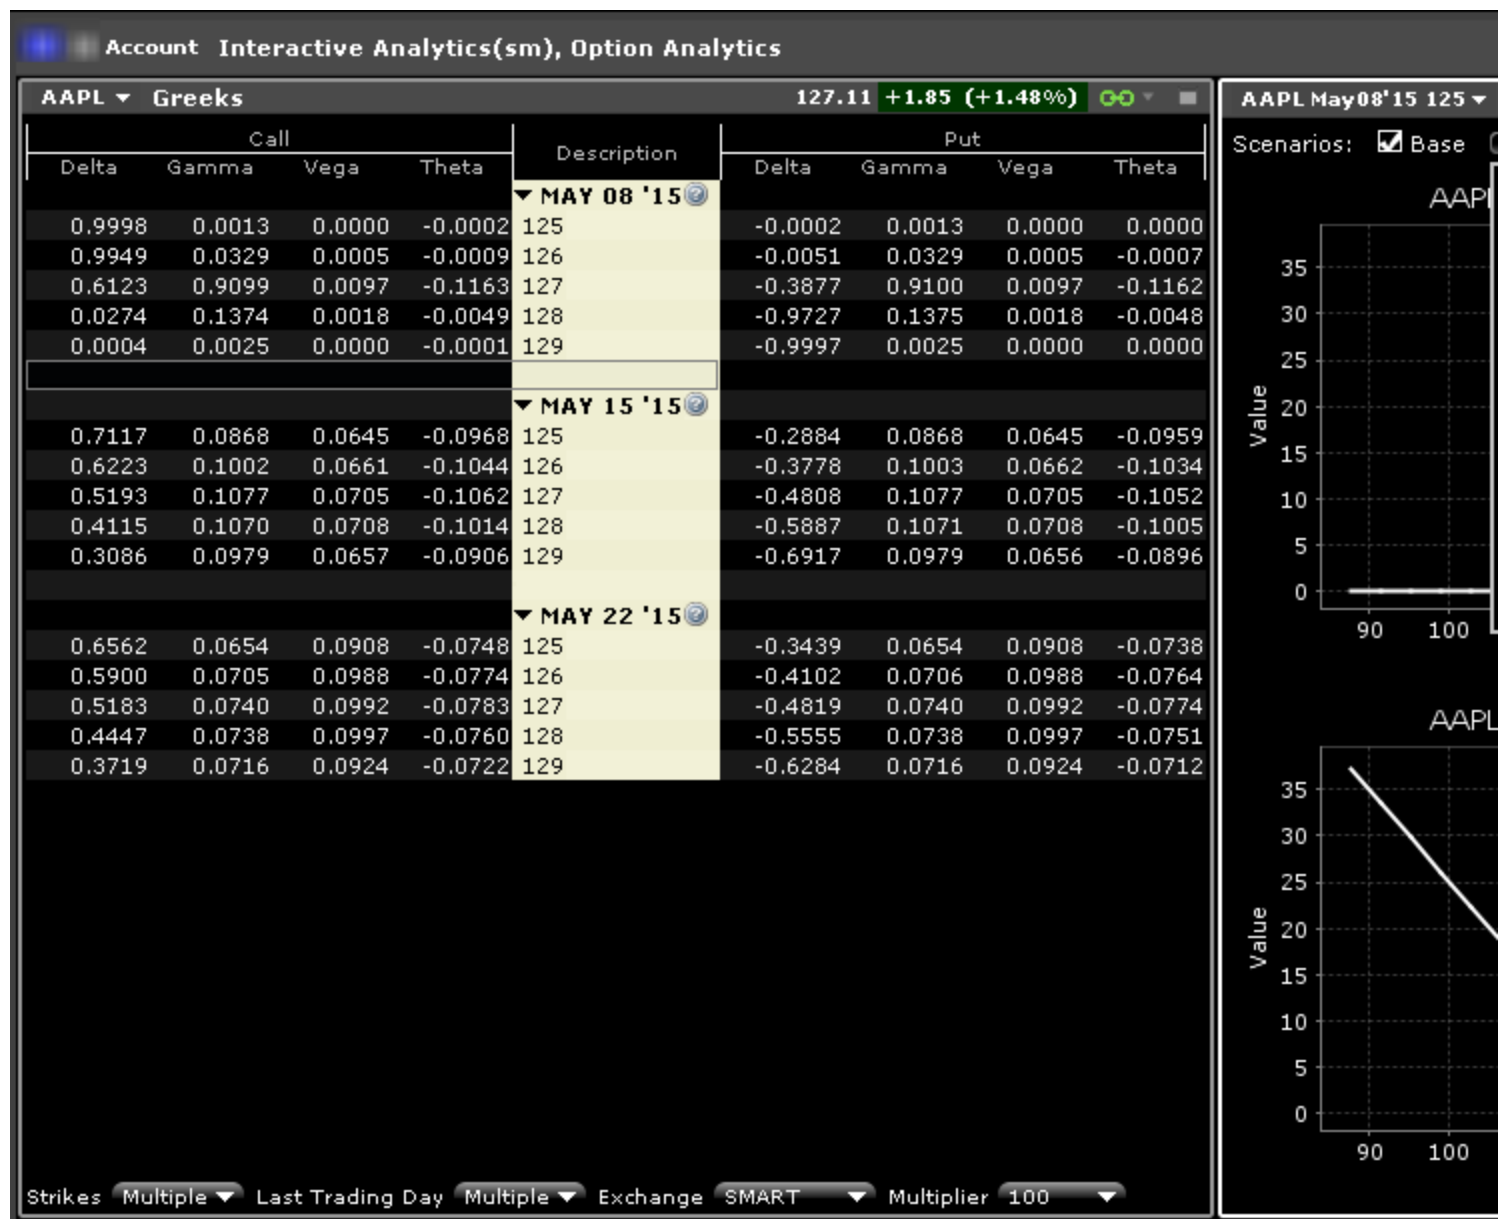 Account Interactive Analytics(sm), Option Analytics
AAPL Greeks 127.11 +1.85 (+1.48%)
Call Description Put
Delta Gamma Vega Theta Delta Gamma Vega Theta
MAY 08 '15
0.9998 0.0013 0.0000 -0.0002 125 -0.0002 0.0013 0.0000 0.0000
0.9949 0.0329 0.0005 -0.0009 126 -0.0051 0.0329 0.0005 -0.0007
0.6123 0.9099 0.0097 -0.1163 127 -0.3877 0.9100 0.0097 -0.1162
0.0274 0.1374 0.0018 -0.0049 128 -0.9727 0.1375 0.0018 -0.0048
0.0004 0.0025 0.0000 -0.0001 129 -0.9997 0.0025 0.0000 0.0000
MAY 15 '15
0.7117 0.0868 0.0645 -0.0968 125 -0.2884 0.0868 0.0645 -0.0959
0.6223 0.1002 0.0661 -0.1044 126 -0.3778 0.1003 0.0662 -0.1034
0.5193 0.1077 0.0705 -0.1062 127 -0.4808 0.1077 0.0705 -0.1052
0.4115 0.1070 0.0708 -0.1014 128 -0.5887 0.1071 0.0708 -0.1005
0.3086 0.0979 0.0657 -0.0906 129 -0.6917 0.0979 0.0656 -0.0896
MAY 22 '15
0.6562 0.0654 0.0908 -0.0748 125 -0.3439 0.0654 0.0908 -0.0738
0.5900 0.0705 0.0988 -0.0774 126 -0.4102 0.0706 0.0988 -0.0764
0.5183 0.0740 0.0992 -0.0783 127 -0.4819 0.0740 0.0992 -0.0774
0.4447 0.0738 0.0997 -0.0760 128 -0.5555 0.0738 0.0997 -0.0751
0.3719 0.0716 0.0924 -0.0722 129 -0.6284 0.0716 0.0924 -0.0712
Strikes Multiple Last Trading Day Multiple Exchange SMART Multiplier 100
AAPL May08'15 125
Scenarios: Base
AAPL
35
30
25
20
15
10
5
0
Value
90 100
AAPL
35
30
25
20
15
10
5
0
Value
90 100